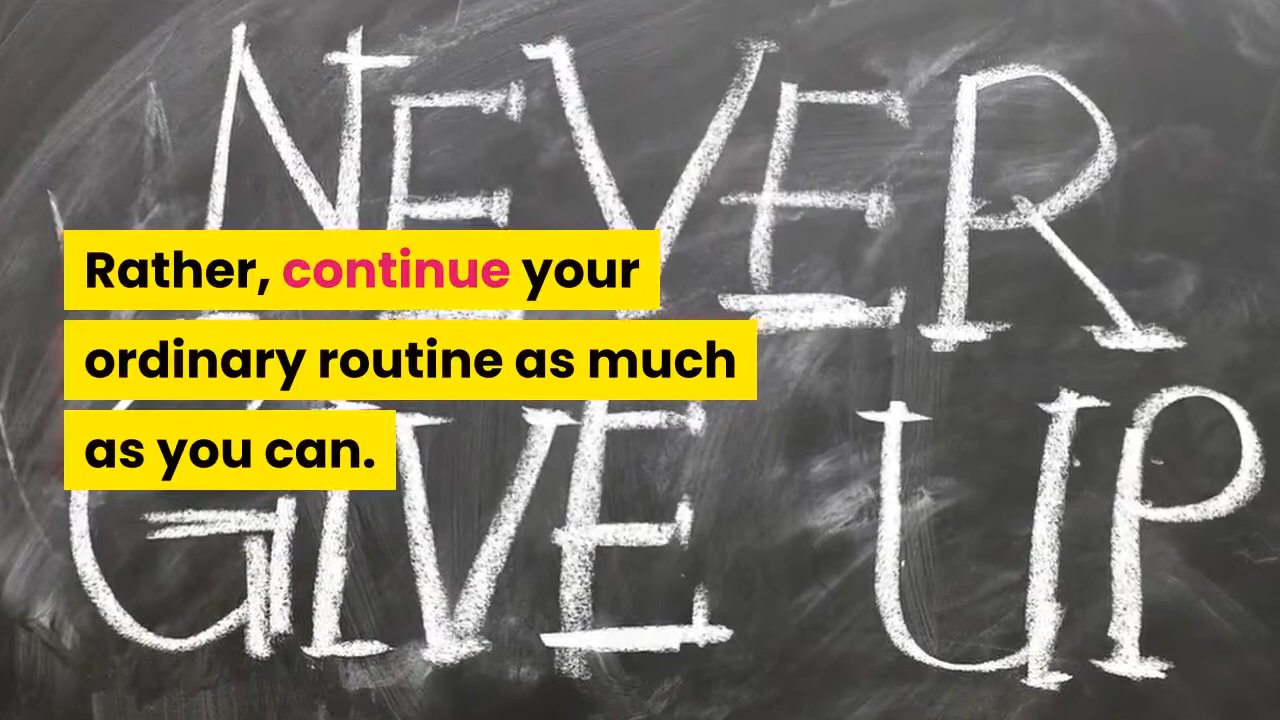 NEVER
Rather, continue your
ordinary routine as much
as you can.
GIVE UP